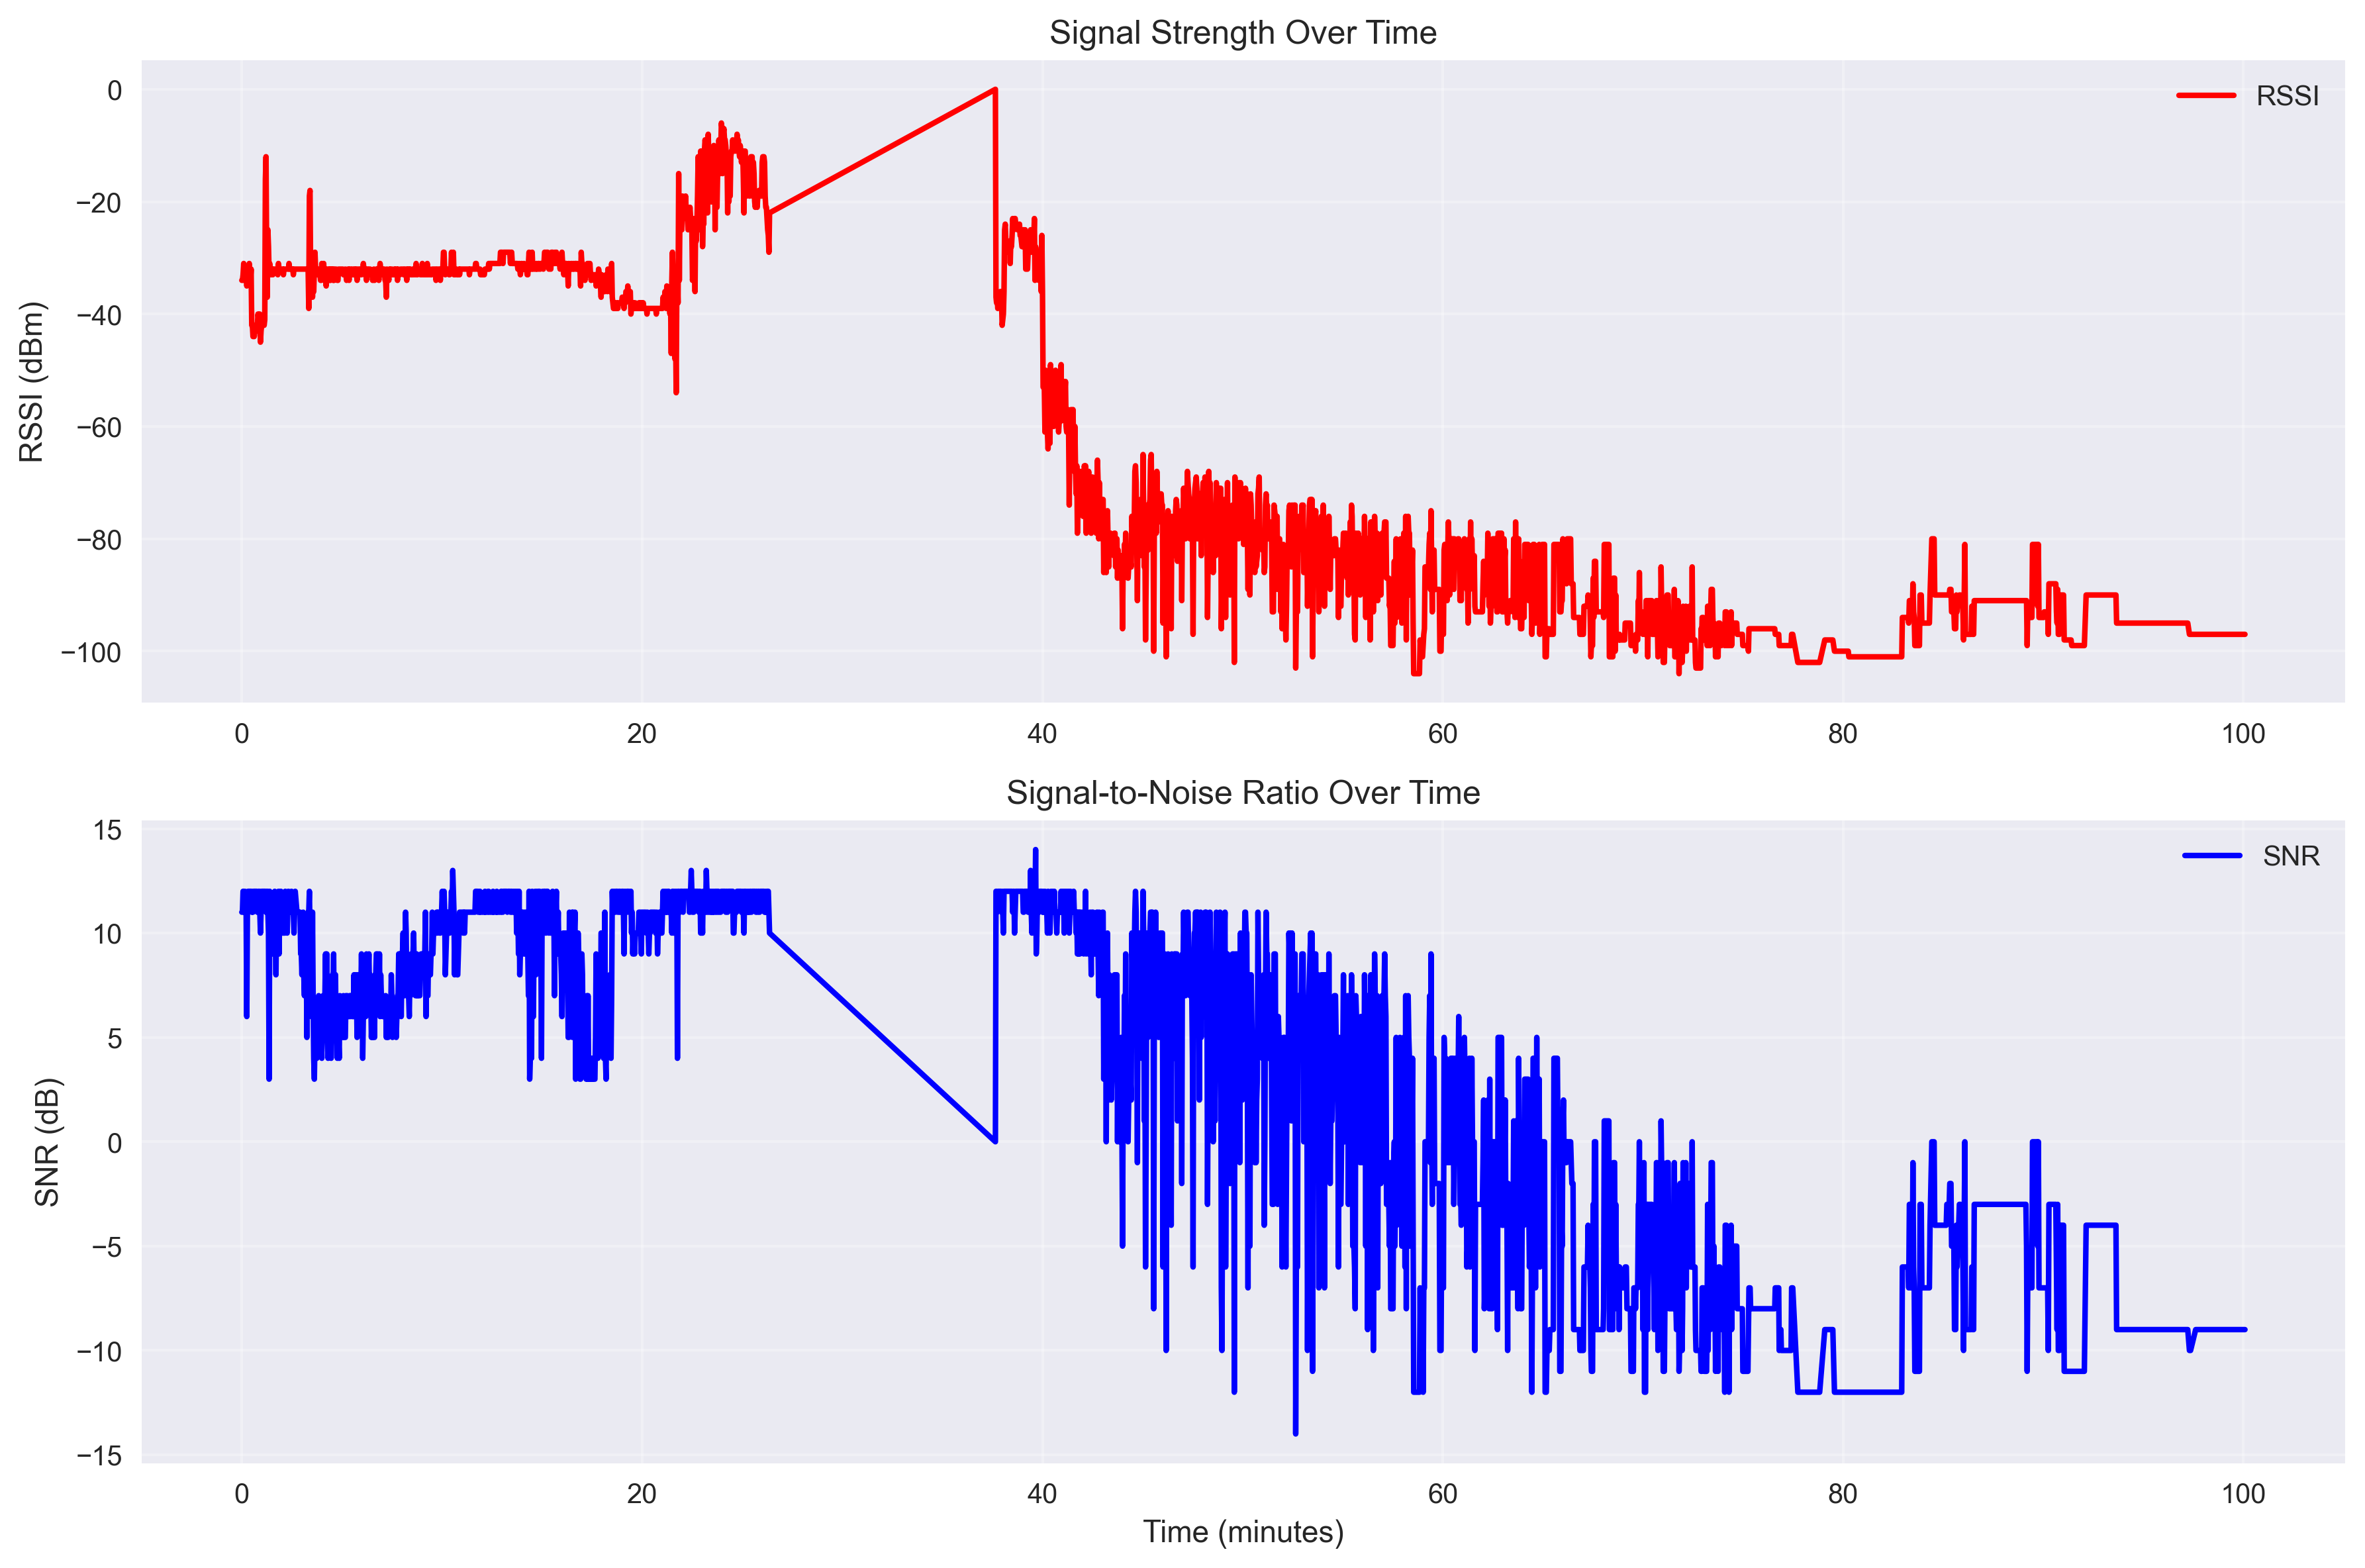 Signal Strength Over Time
RSSI
RSSI (dBm)
0
−20
−40
−60
−80
−100
0 20 40 60 80 100
Signal-to-Noise Ratio Over Time
SNR
SNR (dB)
15
10
5
0
−5
−10
−15
0 20 40 60 80 100
Time (minutes)